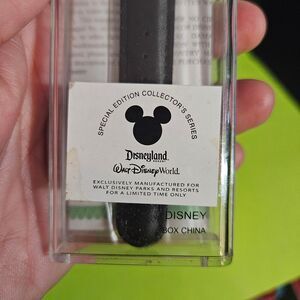 SPECIAL EDITION COLLECTOR'S SERIES
Disneyland
RESORT
Walt Disney World
EXCLUSIVELY MANUFACTURED FOR
WALT DISNEY PARKS AND RESORTS
FOR A LIMITED TIME ONLY
DISNEY
BOX CHINA